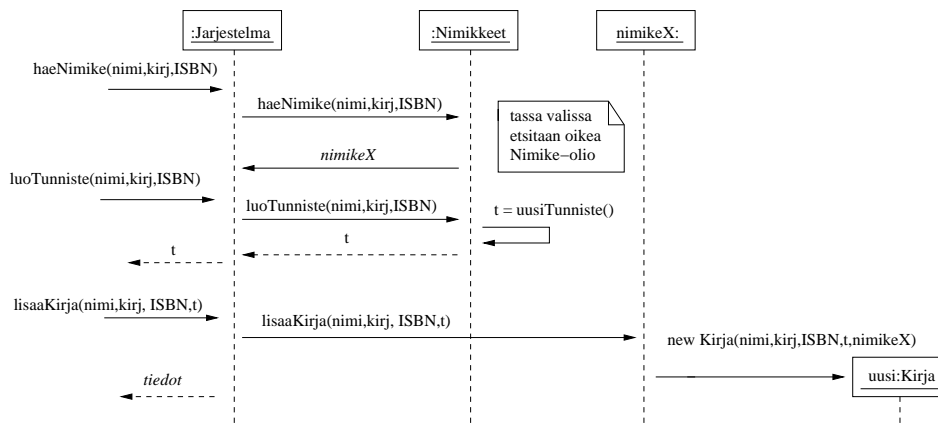 :Jarjestelma
:Nimikkeet
nimikeX:
haeNimike(nimi,kirj,ISBN)
haeNimike(nimi,kirj,ISBN)
tassa valissa
etsitaan oikea
Nimike−olio
nimikeX
luoTunniste(nimi,kirj,ISBN)
luoTunniste(nimi,kirj,ISBN)
t = uusiTunniste()
t
t
lisaaKirja(nimi,kirj, ISBN,t)
lisaaKirja(nimi,kirj, ISBN,t)
new Kirja(nimi,kirj,ISBN,t,nimikeX)
tiedot
uusi:Kirja